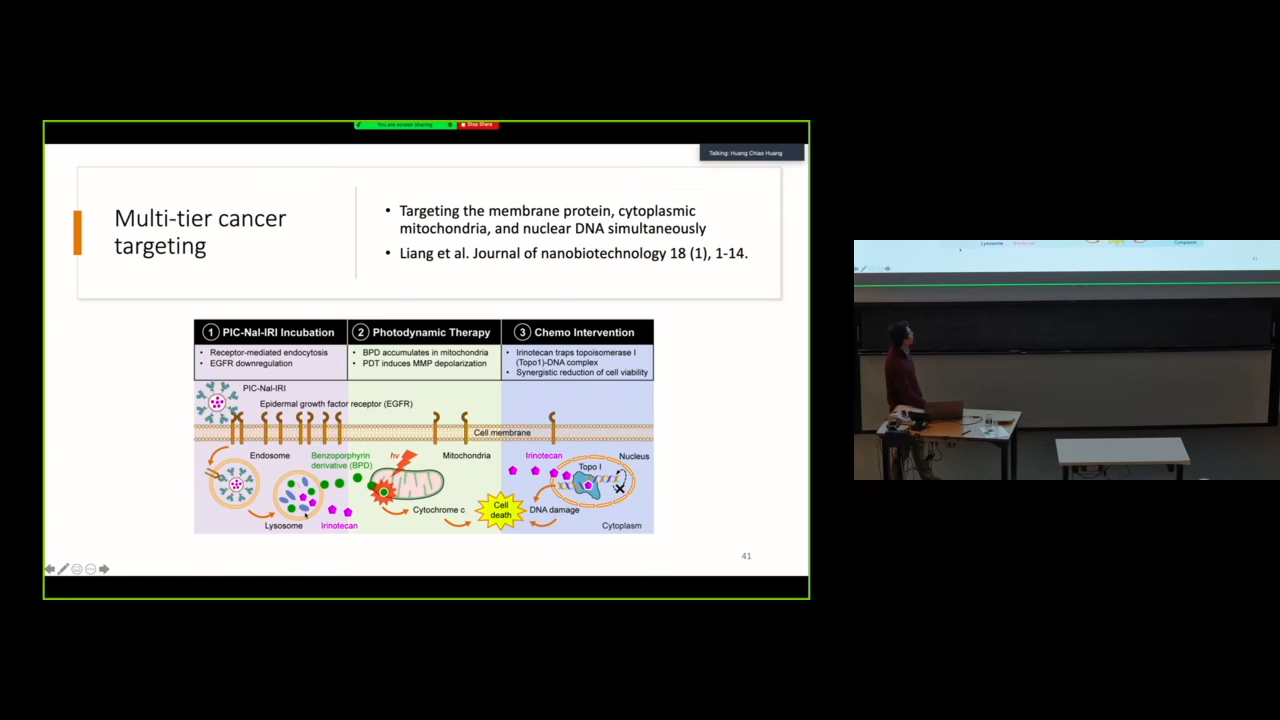 You are screen sharing
Stop Share
Talking: Huang Chiao Huang
Multi-tier cancer
targeting
• Targeting the membrane protein, cytoplasmic
mitochondria, and nuclear DNA simultaneously
• Liang et al. Journal of nanobiotechnology 18 (1), 1-14.
1 PIC-Nal-IRI Incubation
• Receptor-mediated endocytosis
• EGFR downregulation
2 Photodynamic Therapy
• BPD accumulates in mitochondria
• PDT induces MMP depolarization
3 Chemo Intervention
• Irinotecan traps topoisomerase I
(Topo1)-DNA complex
• Synergistic reduction of cell viability
PIC-Nal-IRI
Epidermal growth factor receptor (EGFR)
Cell membrane
Endosome
Benzoporphyrin
derivative (BPD)
hv
Mitochondria
Irinotecan
Nucleus
Topo I
Cytochrome c
Cell
death
DNA damage
Lysosome
Irinotecan
Cytoplasm
41
Lysosome
Cytoplasm
41